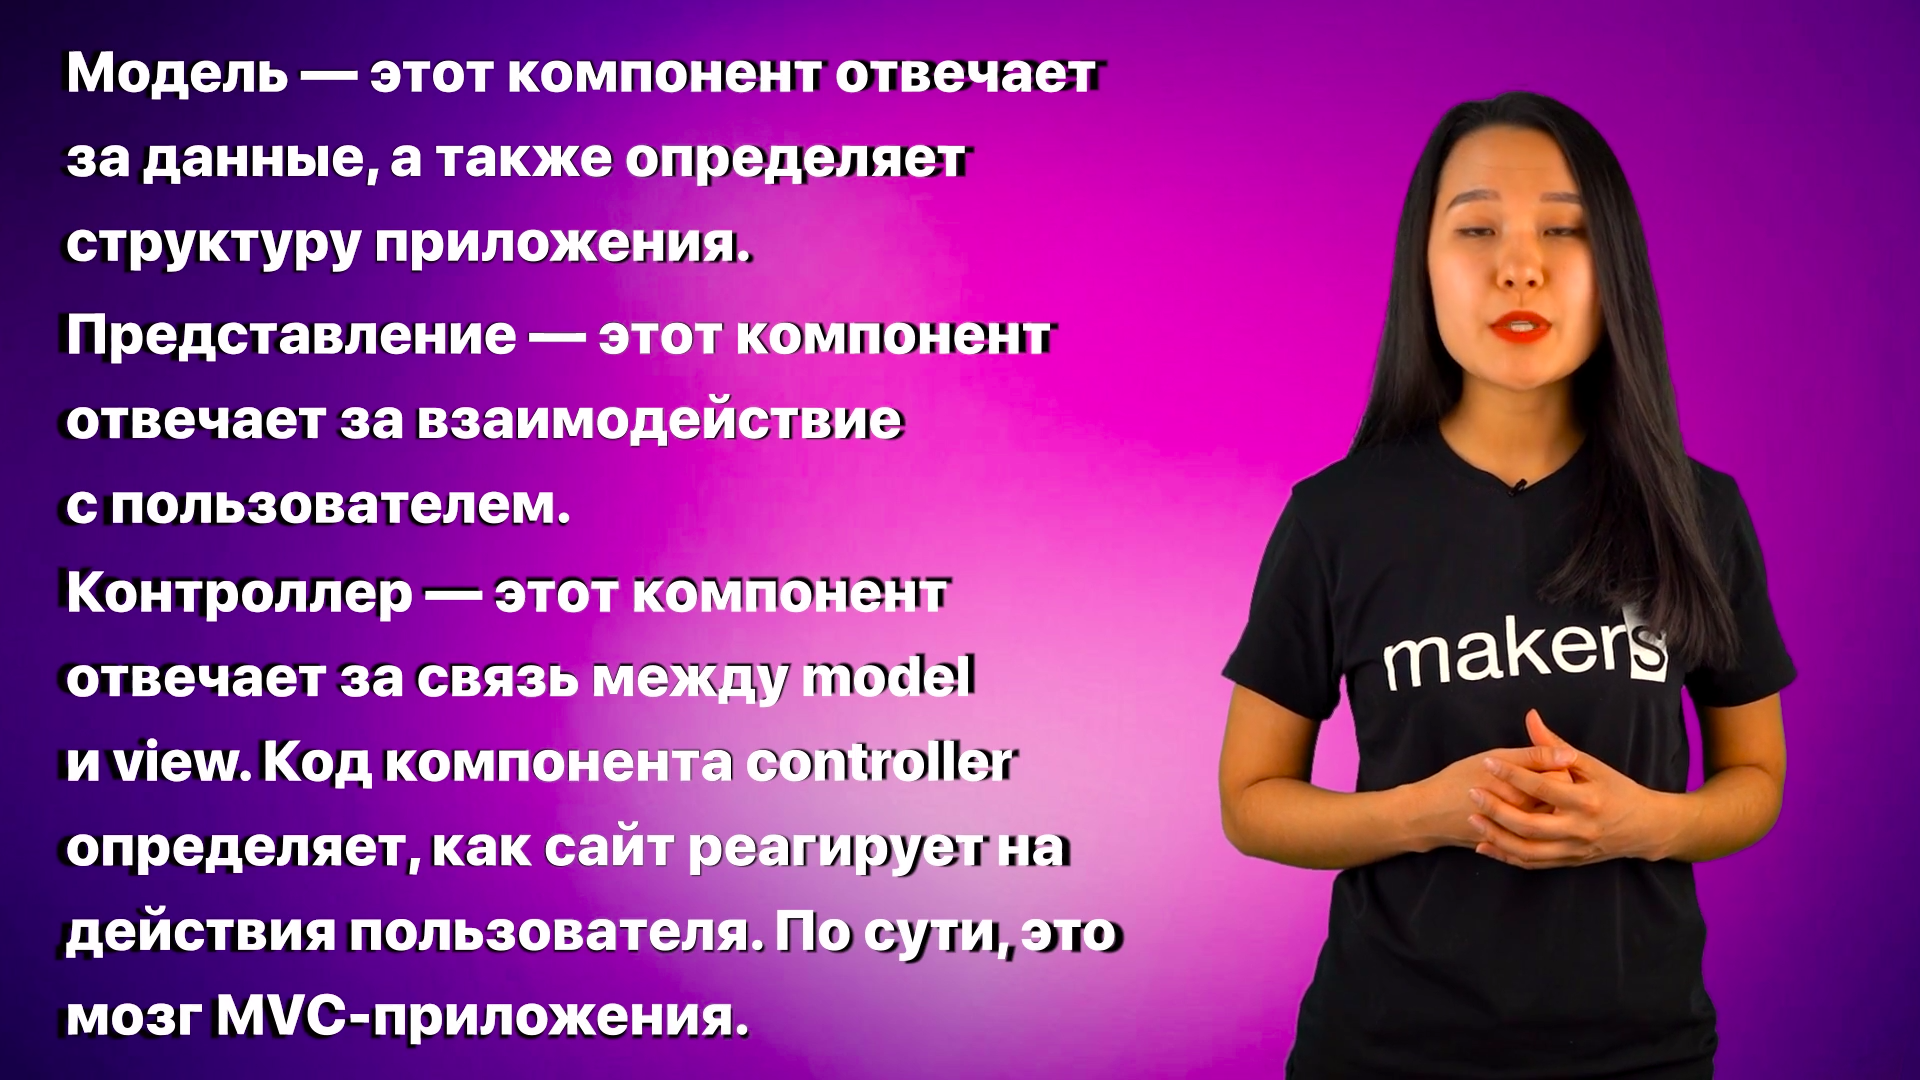 Модель — этот компонент отвечает
за данные, а также определяет
структуру приложения.
Представление — этот компонент
отвечает за взаимодействие
с пользователем.
Контроллер — этот компонент
отвечает за связь между model
и view. Код компонента controller
определяет, как сайт реагирует на
действия пользователя. По сути, это
мозг MVC-приложения.
makers